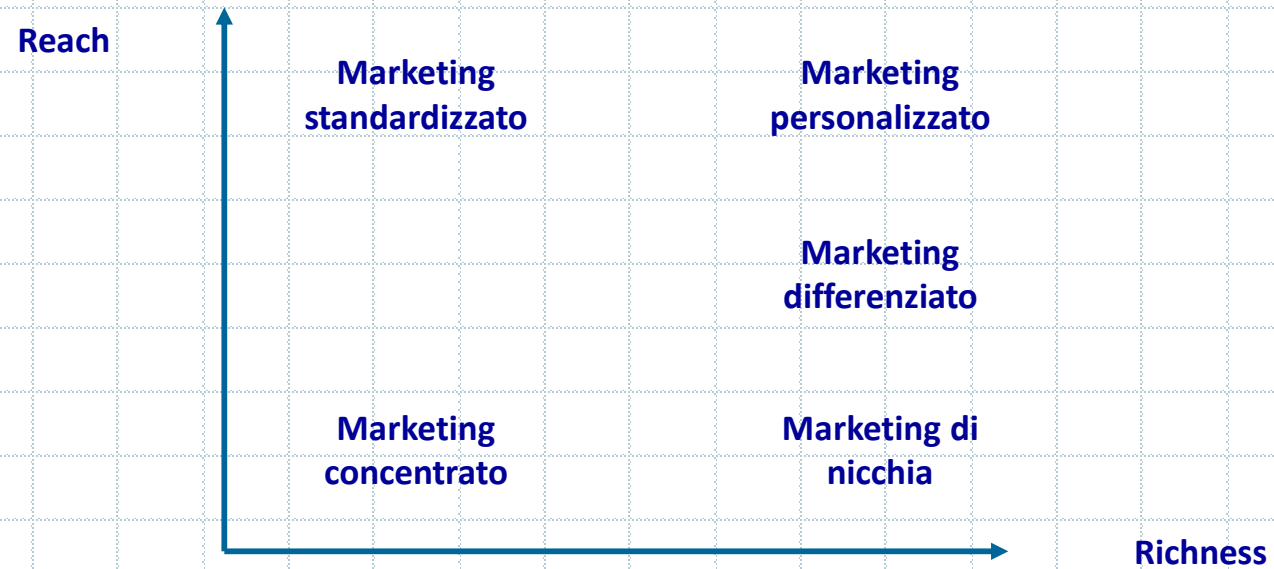 Reach
Marketing
standardizzato
Marketing
personalizzato
Marketing
differenziato
Marketing
concentrato
Marketing di
nicchia
Richness